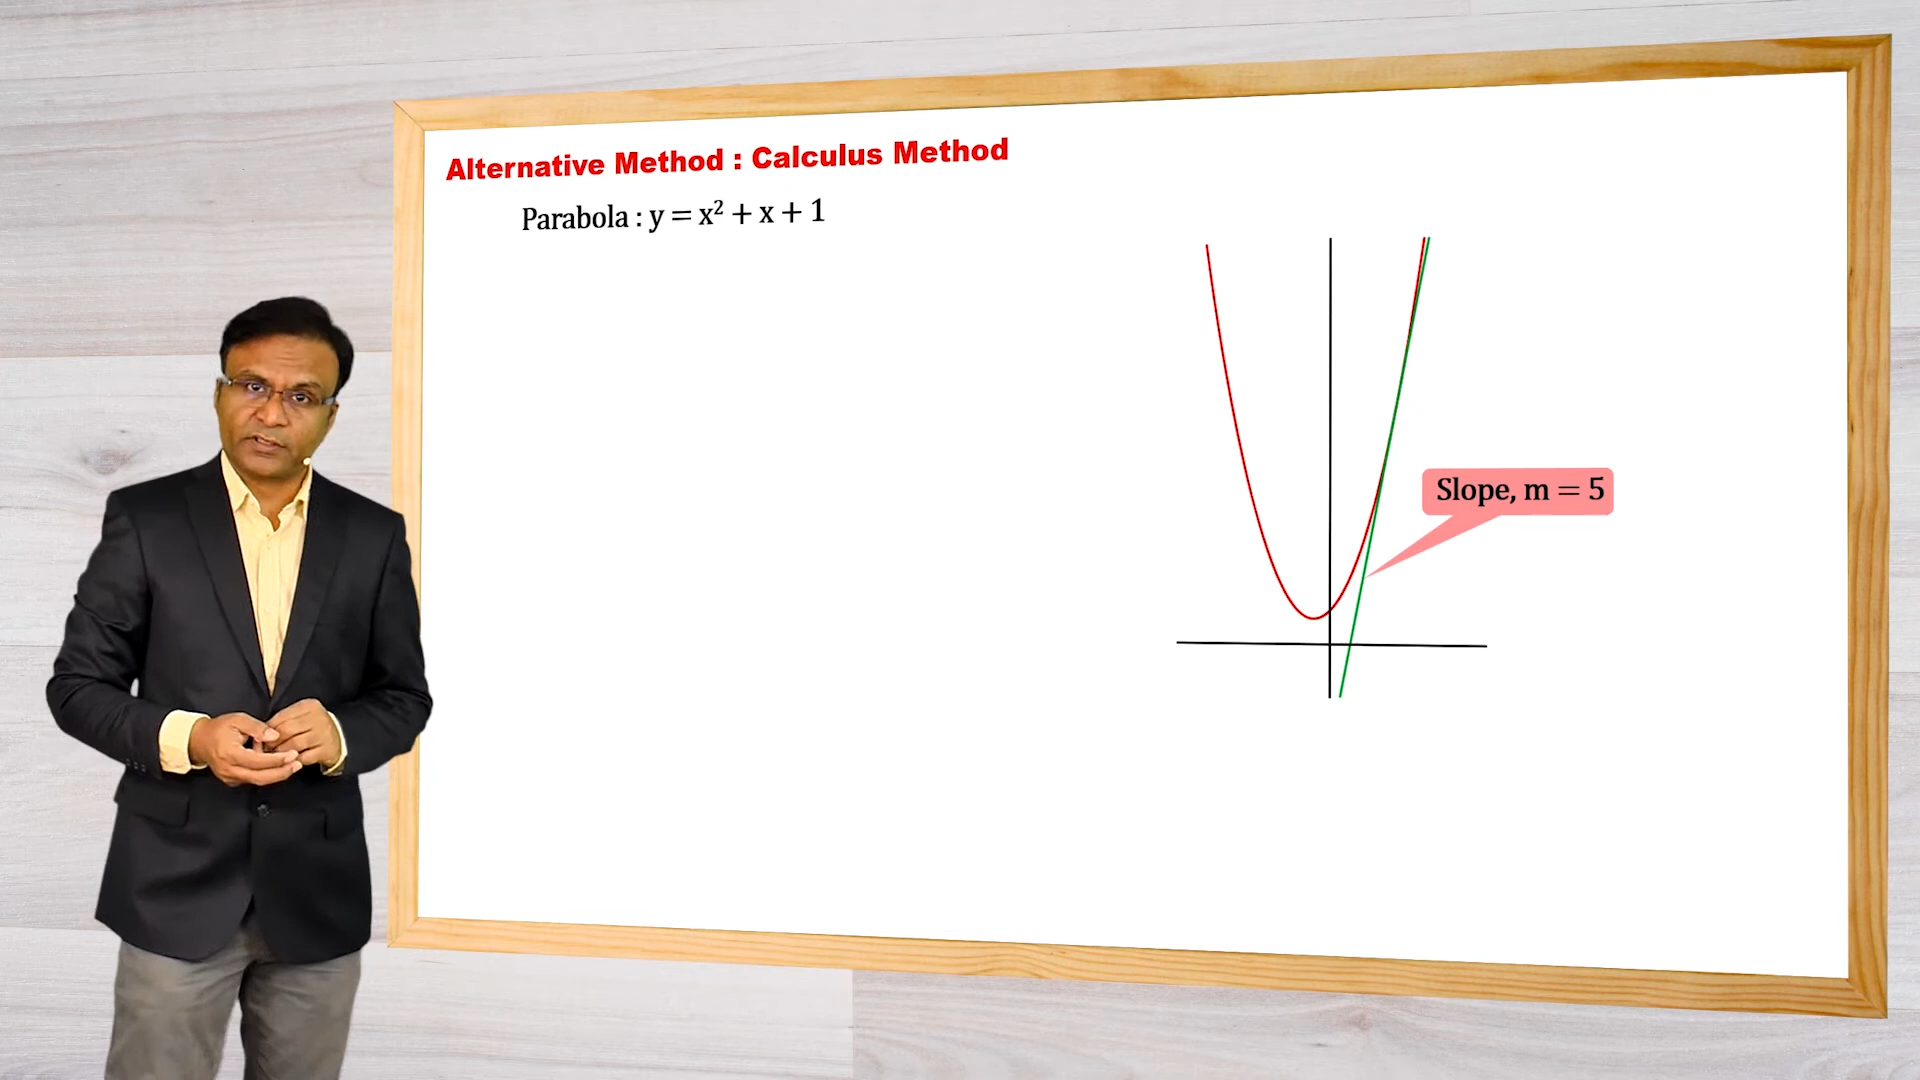 Alternative Method : Calculus Method
Parabola : y = x² + x + 1
Slope, m = 5